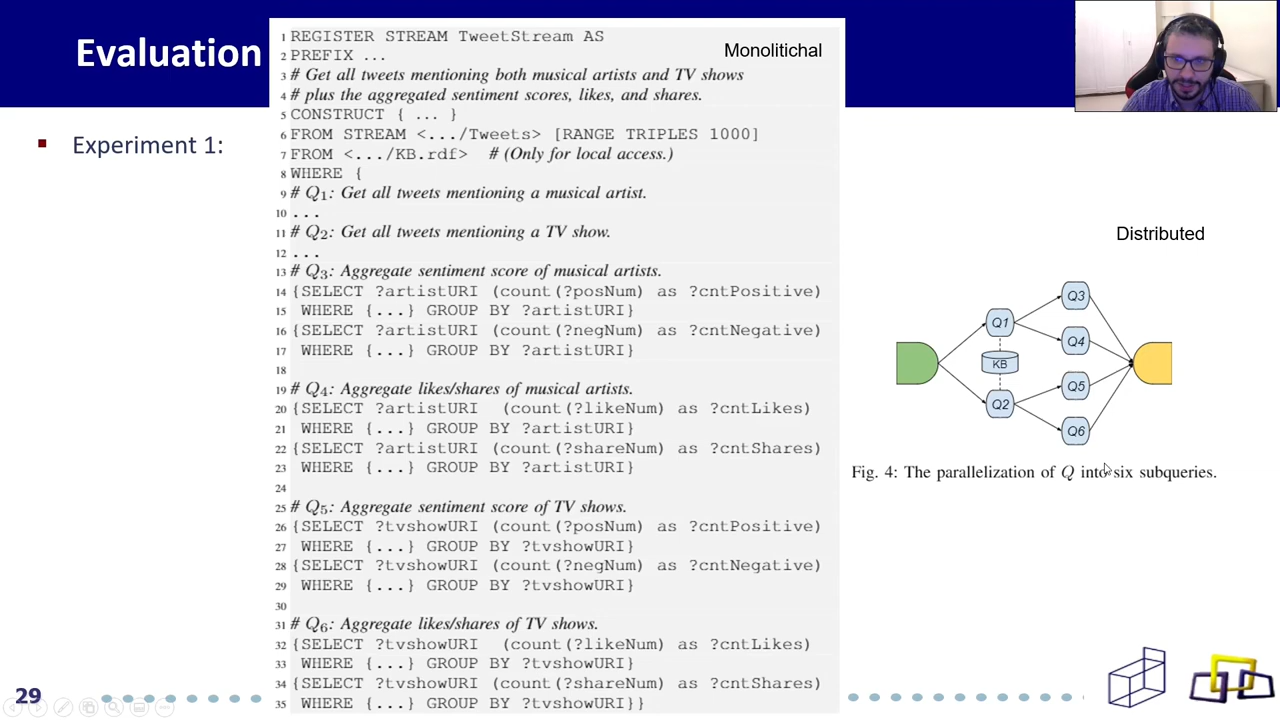 Evaluation
Experiment 1:
Monolitichal
1 REGISTER STREAM TweetStream AS
2 PREFIX ...
3 # Get all tweets mentioning both musical artists and TV shows
4 # plus the aggregated sentiment scores, likes, and shares.
5 CONSTRUCT { ... }
6 FROM STREAM <.../Tweets> [RANGE TRIPLES 1000]
7 FROM <.../KB.rdf> # (Only for local access.)
8 WHERE {
9 # Q1: Get all tweets mentioning a musical artist.
10 ...
11 # Q2: Get all tweets mentioning a TV show.
12 ...
13 # Q3: Aggregate sentiment score of musical artists.
14 {SELECT ?artistURI (count(?posNum) as ?cntPositive)
15 WHERE {...} GROUP BY ?artistURI}
16 {SELECT ?artistURI (count(?negNum) as ?cntNegative)
17 WHERE {...} GROUP BY ?artistURI}
18
19 # Q4: Aggregate likes/shares of musical artists.
20 {SELECT ?artistURI (count(?likeNum) as ?cntLikes)
21 WHERE {...} GROUP BY ?artistURI}
22 {SELECT ?artistURI (count(?shareNum) as ?cntShares)
23 WHERE {...} GROUP BY ?artistURI}
24
25 # Q5: Aggregate sentiment score of TV shows.
26 {SELECT ?tvshowURI (count(?posNum) as ?cntPositive)
27 WHERE {...} GROUP BY ?tvshowURI}
28 {SELECT ?tvshowURI (count(?negNum) as ?cntNegative)
29 WHERE {...} GROUP BY ?tvshowURI}
30
31 # Q6: Aggregate likes/shares of TV shows.
32 {SELECT ?tvshowURI (count(?likeNum) as ?cntLikes)
33 WHERE {...} GROUP BY ?tvshowURI}
34 {SELECT ?tvshowURI (count(?shareNum) as ?cntShares)
35 WHERE {...} GROUP BY ?tvshowURI}}
Distributed
Q3
Q1
Q4
KB
Q5
Q2
Q6
Fig. 4: The parallelization of Q into six subqueries.
29